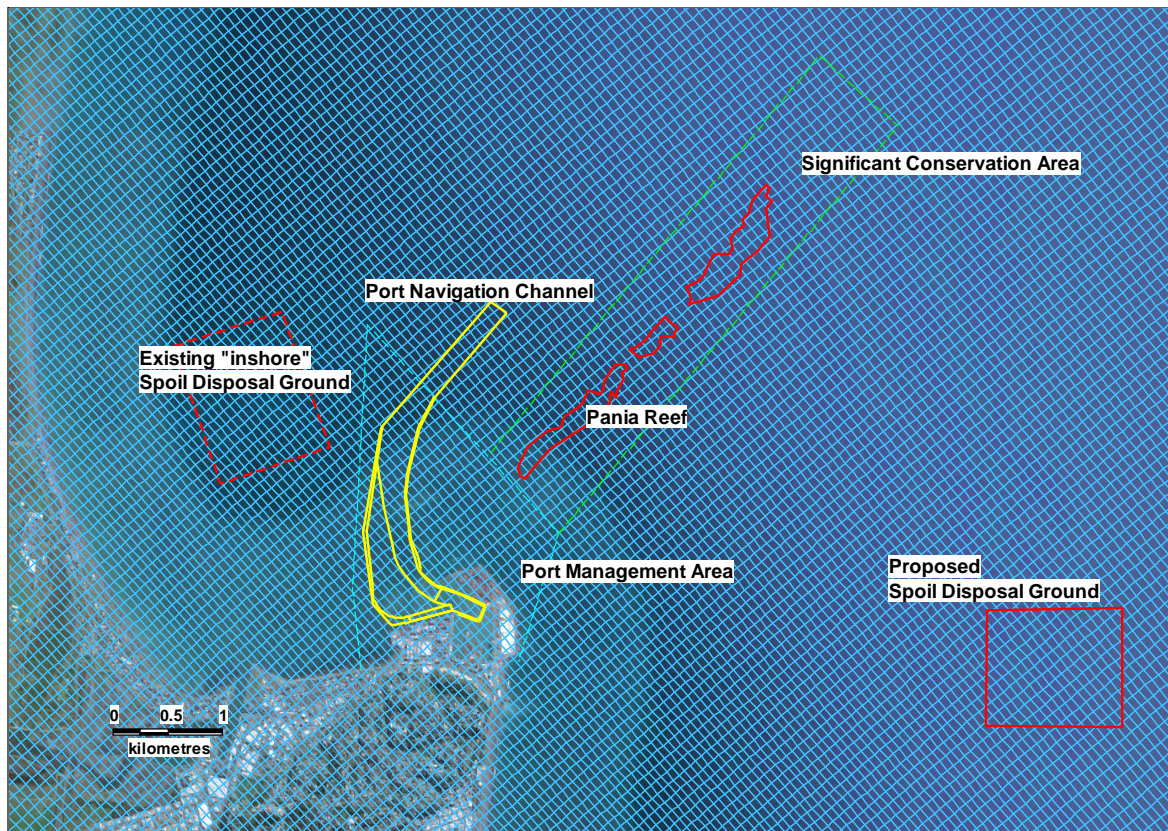 Significant Conservation Area
Port Navigation Channel
Existing "inshore"
Spoil Disposal Ground
Pania Reef
Port Management Area
Proposed
Spoil Disposal Ground
0 0.5 1
kilometres